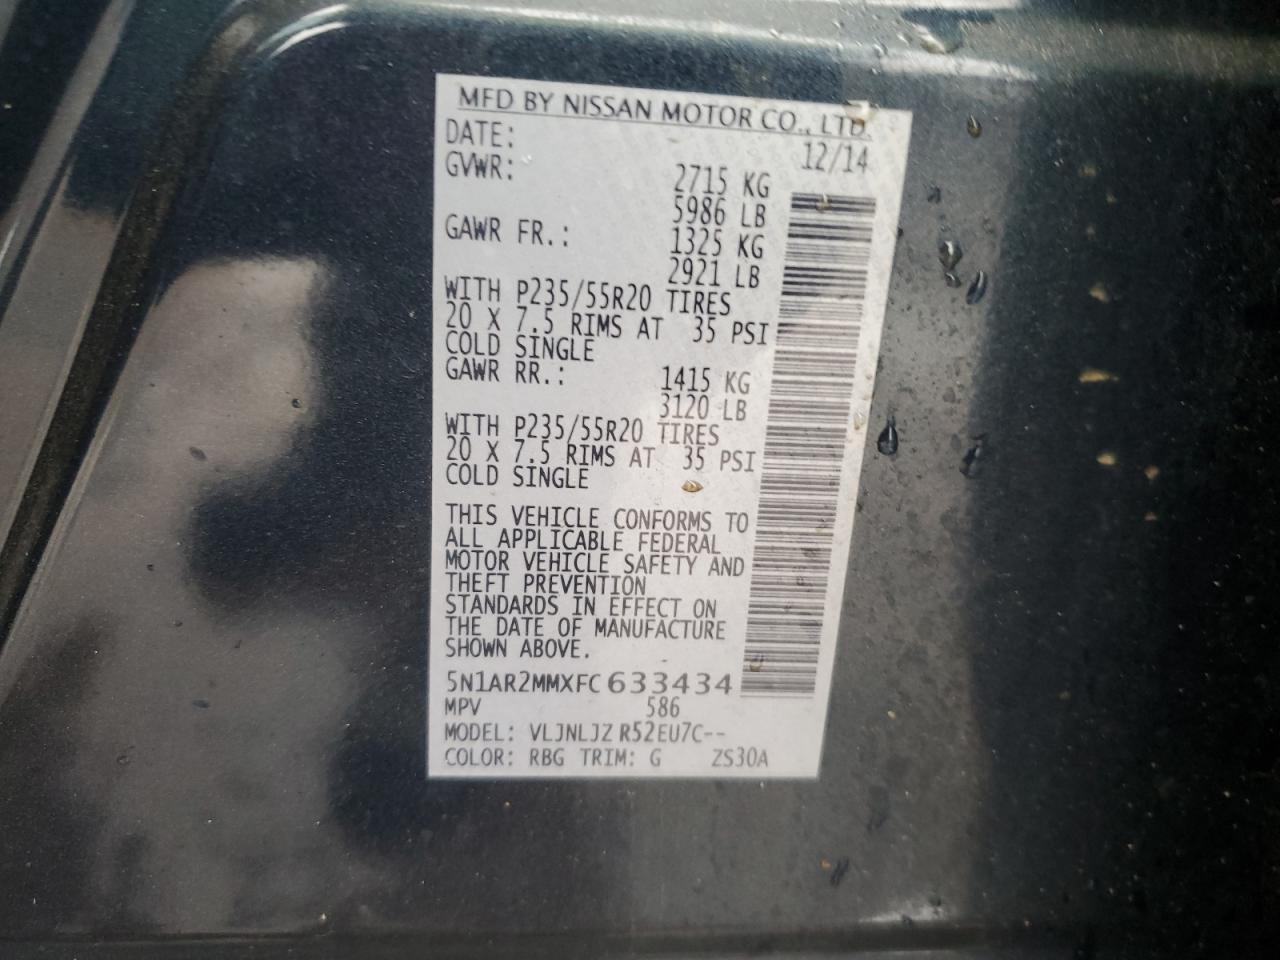 MFD BY NISSAN MOTOR CO., LTD.
DATE: 12/14
GVWR: 2715 KG
5986 LB
GAWR FR.: 1325 KG
2921 LB
WITH P235/55R20 TIRES
20 X 7.5 RIMS AT 35 PSI
COLD SINGLE
GAWR RR.: 1415 KG
3120 LB
WITH P235/55R20 TIRES
20 X 7.5 RIMS AT 35 PSI
COLD SINGLE
THIS VEHICLE CONFORMS TO
ALL APPLICABLE FEDERAL
MOTOR VEHICLE SAFETY AND
THEFT PREVENTION
STANDARDS IN EFFECT ON
THE DATE OF MANUFACTURE
SHOWN ABOVE.
5N1AR2MMXFC633434
MPV 586
MODEL: VLJNLJZ R52EU7C--
COLOR: RBG TRIM: G ZS30A